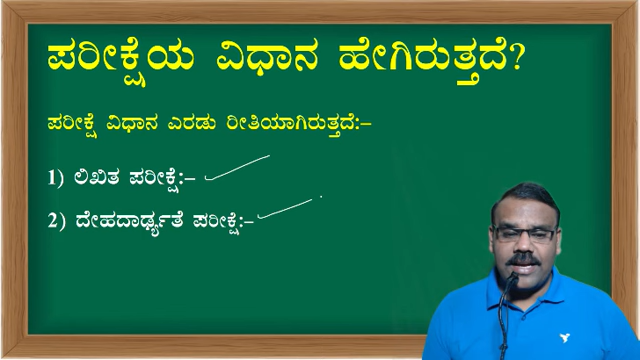 ಪರೀಕ್ಷೆಯ ವಿಧಾನ ಹೇಗಿರುತ್ತದೆ?
ಪರೀಕ್ಷೆ ವಿಧಾನ ಎರಡು ರೀತಿಯಾಗಿರುತ್ತದೆ:–
1) ಲಿಖಿತ ಪರೀಕ್ಷೆ:–
2) ದೇಹದಾರ್ಢ್ಯತೆ ಪರೀಕ್ಷೆ:–